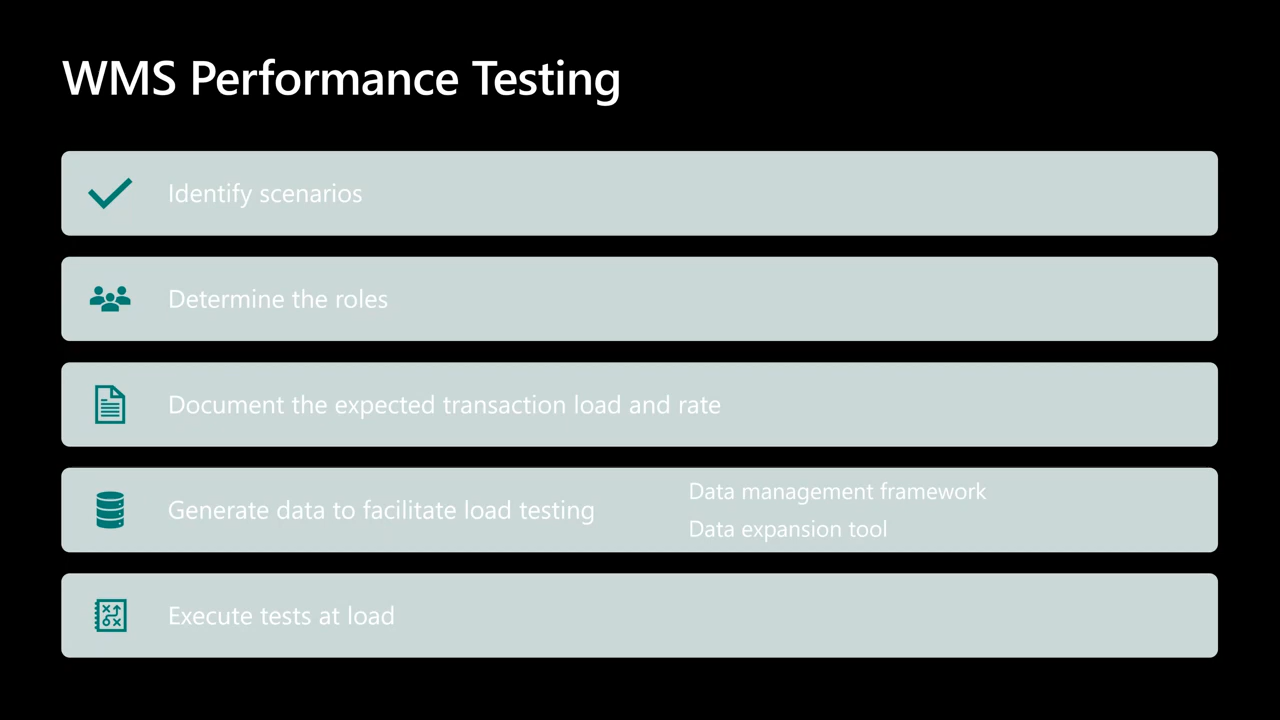 WMS Performance Testing
Identify scenarios
Determine the roles
Document the expected transaction load and rate
Generate data to facilitate load testing
Data management framework
Data expansion tool
Execute tests at load